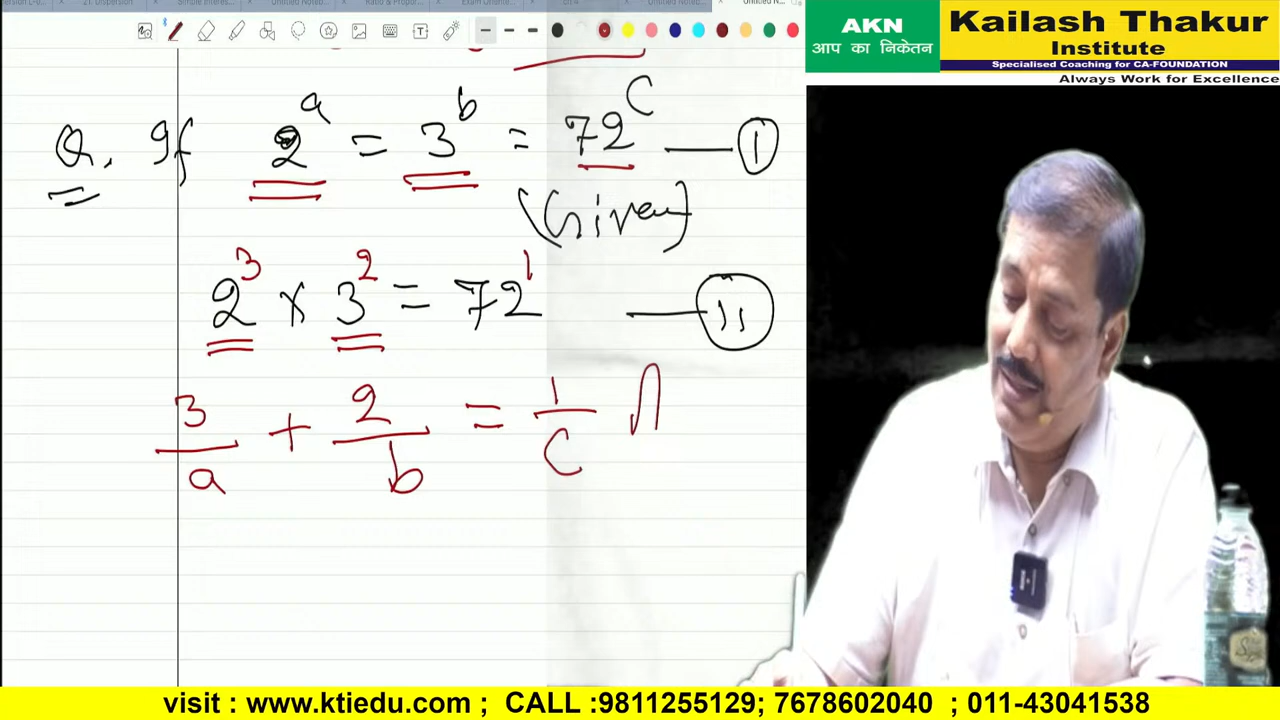 AKN
आप का निकेतन
Kailash Thakur
Institute
Specialised Coaching for CA-FOUNDATION
Always Work for Excellence
Q. If 2^a = 3^b = 72^c — (I)
(Given)
2^3 × 3^2 = 72^1 — (II)
3/a + 2/b = 1/c A
visit : www.ktiedu.com ; CALL :9811255129; 7678602040 ; 011-43041538